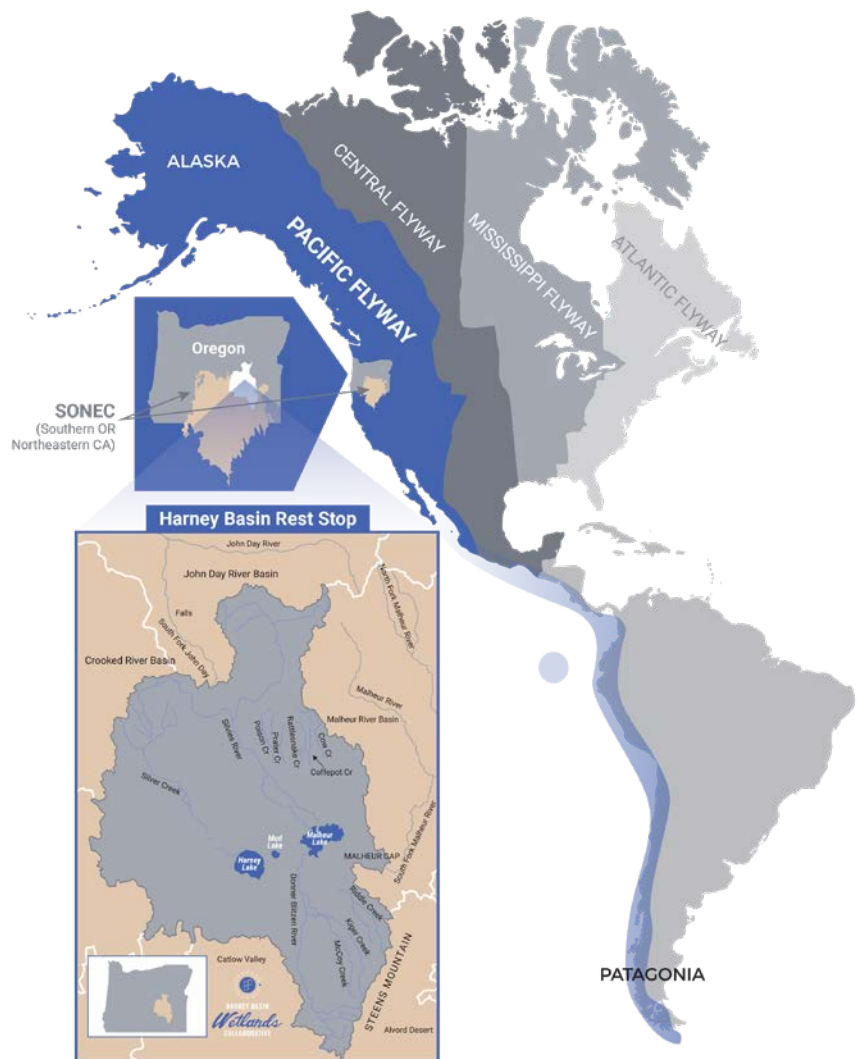 ALASKA
PACIFIC FLYWAY
CENTRAL FLYWAY
MISSISSIPPI FLYWAY
ATLANTIC FLYWAY
Oregon
SONEC
(Southern OR
Northeastern CA)
Harney Basin Rest Stop
John Day River
John Day River Basin
North Fork Malheur River
Falls
South Fork John Day
Crooked River Basin
Malheur River
Malheur River Basin
Silvies River
Poison Cr
Prater Cr
Rattlesnake Cr
Cow Cr
Coffepot Cr
Silver Creek
Mud
Lake
Malheur
Lake
Harney
Lake
MALHEUR GAP
South Fork Malheur River
Donner Blitzen River
Riddle Creek
Kiger Creek
McCoy Creek
STEENS MOUNTAIN
Catlow Valley
Alvord Desert
HARNEY BASIN
Wetlands
COLLABORATIVE
PATAGONIA